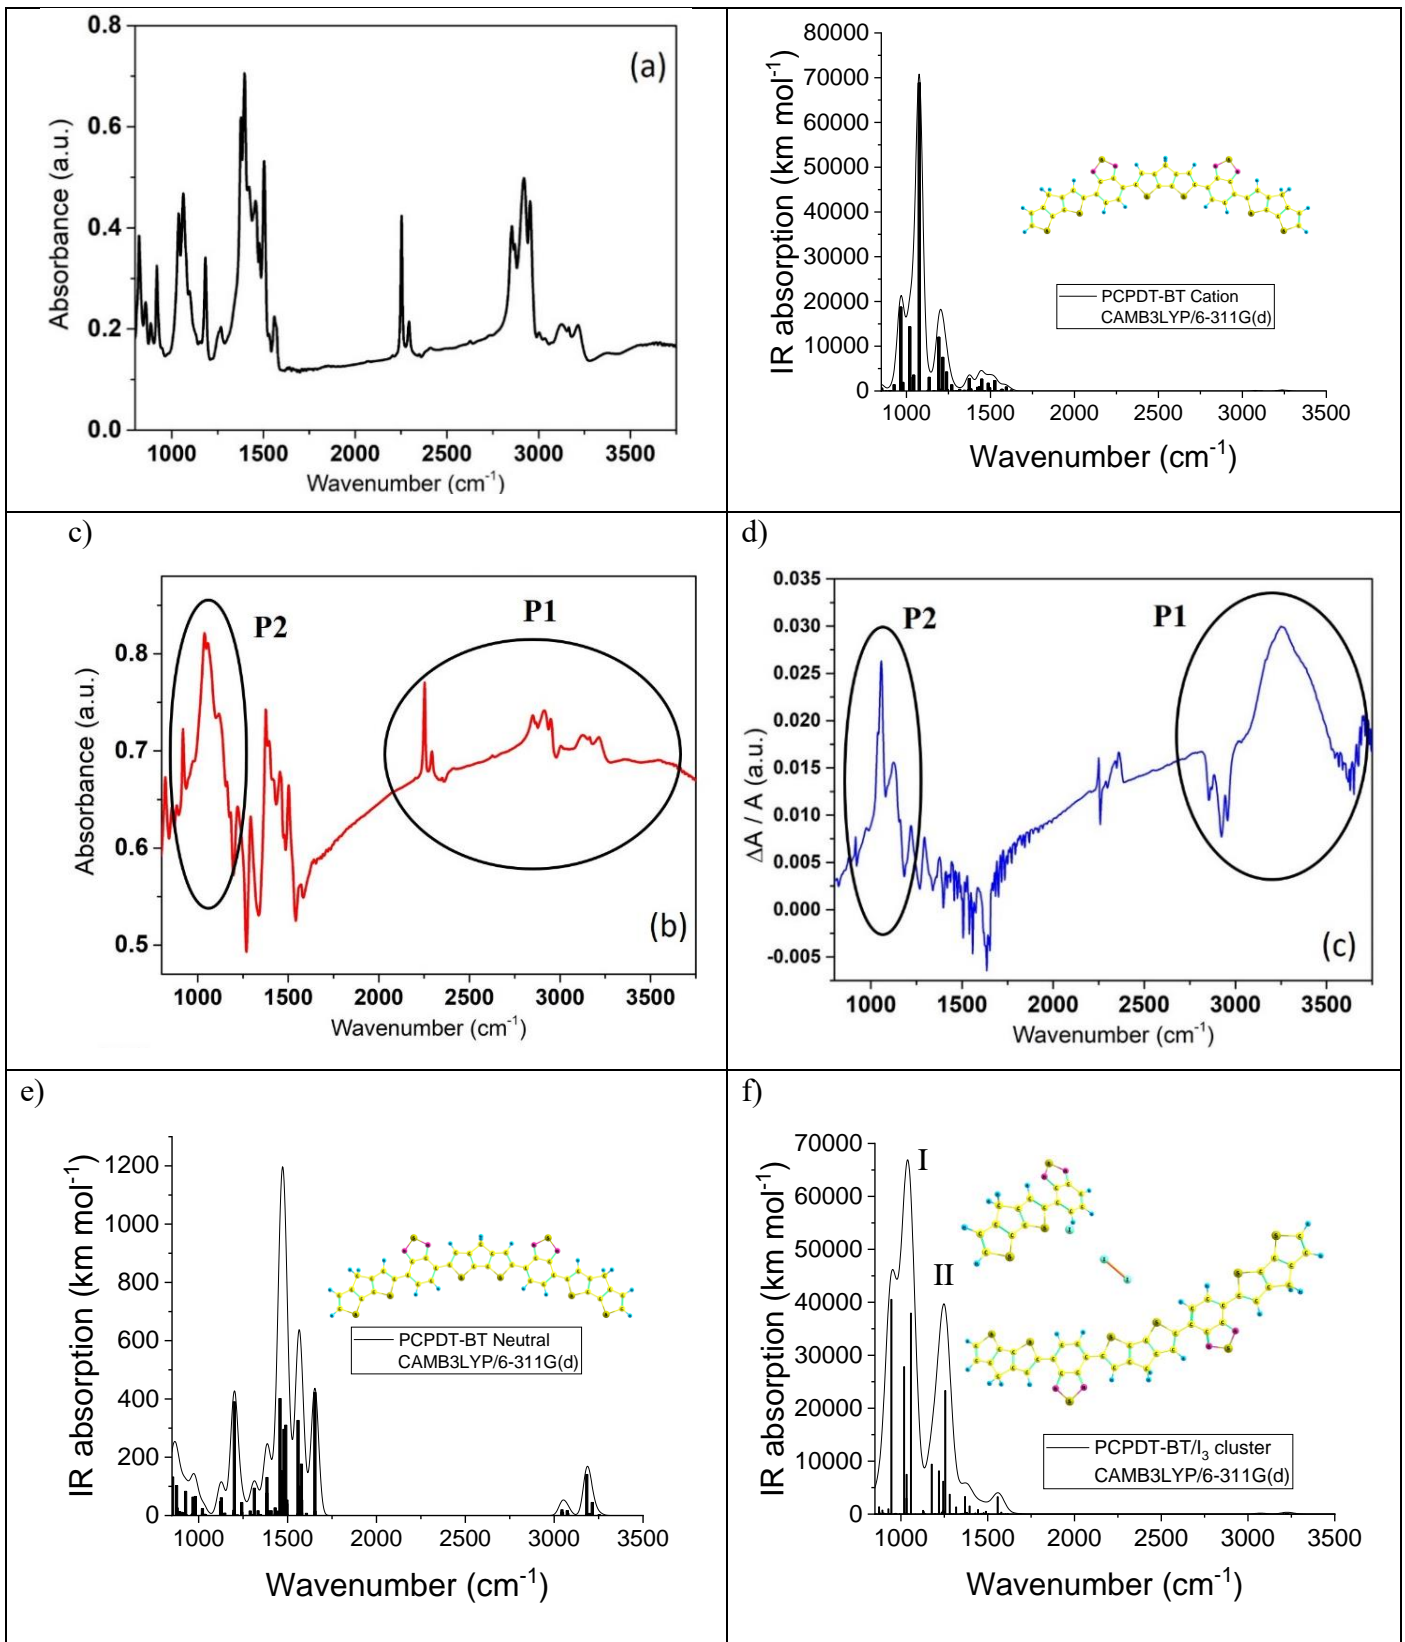 0.8
0.6
0.4
0.2
0.0
Absorbance (a.u.)
(a)
1000 1500 2000 2500 3000 3500
Wavenumber (cm-1)
80000
70000
60000
50000
40000
30000
20000
10000
0
IR absorption (km mol-1)
PCPDT-BT Cation
CAMB3LYP/6-311G(d)
1000 1500 2000 2500 3000 3500
Wavenumber (cm-1)
c)
0.8
0.7
0.6
0.5
Absorbance (a.u.)
P2
P1
(b)
1000 1500 2000 2500 3000 3500
Wavenumber (cm-1)
d)
0.035
0.030
0.025
0.020
0.015
0.010
0.005
0.000
-0.005
ΔA / A (a.u.)
P2
P1
(c)
1000 1500 2000 2500 3000 3500
Wavenumber (cm-1)
e)
1200
1000
800
600
400
200
0
IR absorption (km mol-1)
PCPDT-BT Neutral
CAMB3LYP/6-311G(d)
1000 1500 2000 2500 3000 3500
Wavenumber (cm-1)
f)
70000
60000
50000
40000
30000
20000
10000
0
IR absorption (km mol-1)
I
II
PCPDT-BT/I3 cluster
CAMB3LYP/6-311G(d)
1000 1500 2000 2500 3000 3500
Wavenumber (cm-1)